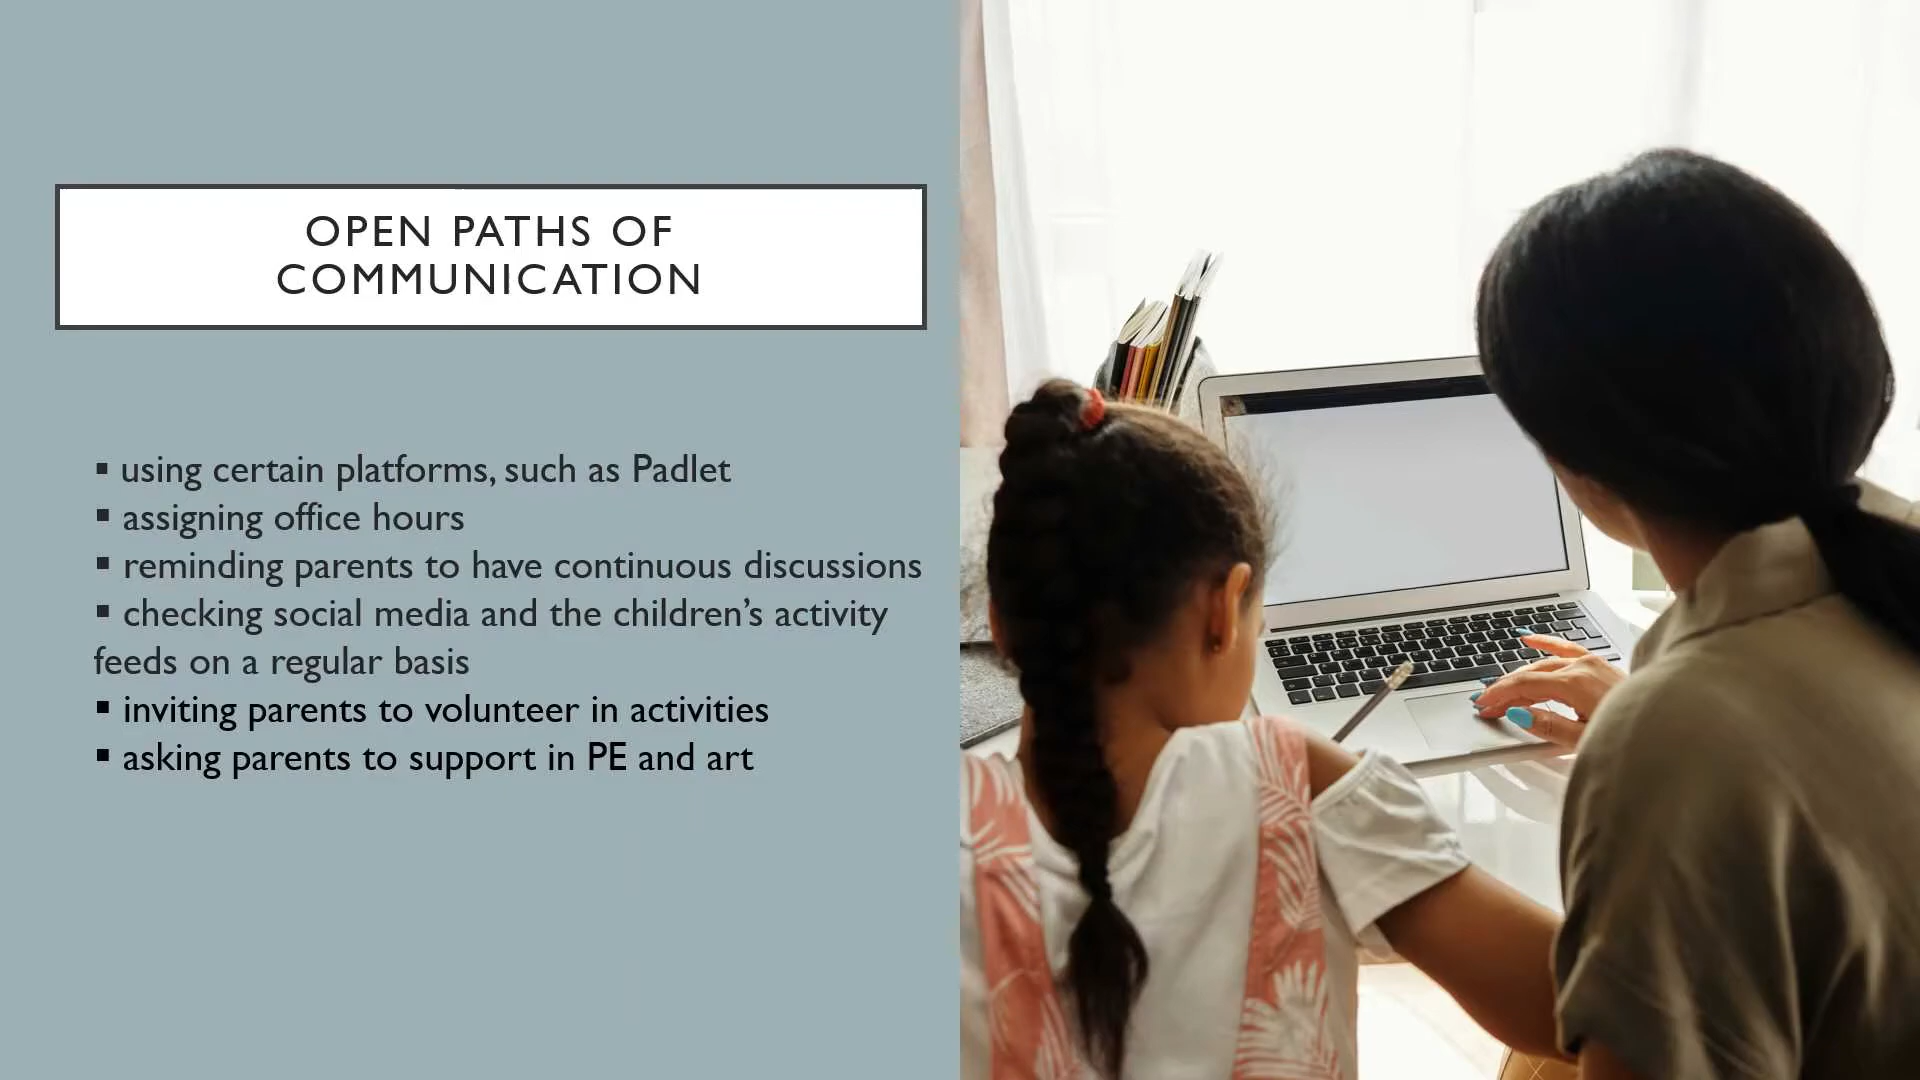 OPEN PATHS OF
COMMUNICATION
▪ using certain platforms, such as Padlet
▪ assigning office hours
▪ reminding parents to have continuous discussions
▪ checking social media and the children’s activity
feeds on a regular basis
▪ inviting parents to volunteer in activities
▪ asking parents to support in PE and art